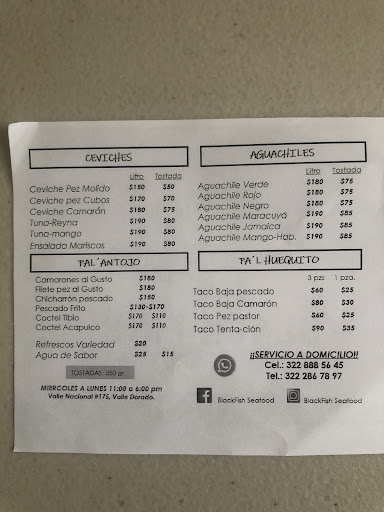 CEVICHES
Litro Tostada
Ceviche Pez Molido $150 $50
Ceviche pez Cubos $170 $70
Ceviche Camarón $180 $75
Tuno-Reyna $190 $80
Tuno-mango $190 $80
Ensalada Mariscos $190 $80
AGUACHILES
Litro Tostada
Aguachile Verde $180 $75
Aguachile Rojo $180 $75
Aguachile Negro $180 $75
Aguachile Maracuyá $190 $85
Aguachile Jamaica $190 $85
Aguachile Mango-Hab. $190 $85
PAL´ANTOJO
Camarones al Gusto $180
Filete pez al Gusto $180
Chicharrón pescado $150
Pescado Frito $130-$170
Coctel Tibio $170 $110
Coctel Acapulco $170 $110
Refrescos Variedad $20
Agua de Sabor $25 $15
TOSTADAS: 350 gr.
MIERCOLES A LUNES 11:00 a 6:00 pm
Valle Nacional #175, Valle Dorado.
PA´L HUEQUITO
3 pzs 1 pza.
Taco Baja pescado $60 $25
Taco Baja Camarón $80 $30
Taco Pez pastor $60 $25
Taco Tenta-ción $90 $35
¡¡SERVICIO A DOMICILIO!!
Cel.: 322 888 56 45
Tel.: 322 286 78 97
BlackFish Seafood BlackFish Seafood